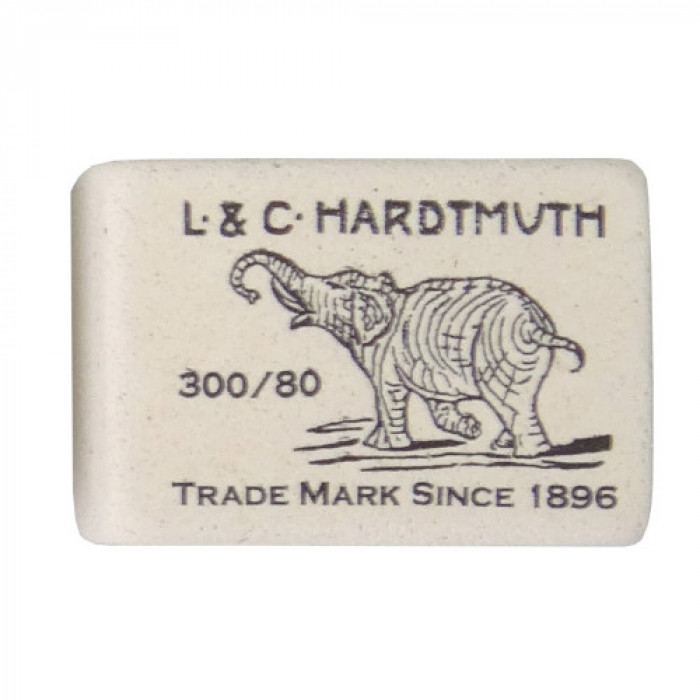 L. & C. HARDTMUTH
300/80
TRADE MARK SINCE 1896